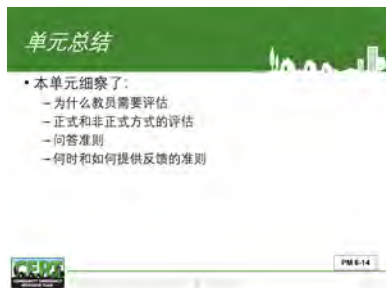 单元总结
• 本单元细察了:
– 为什么教员需要评估
– 正式和非正式方式的评估
– 问答准则
– 何时和如何提供反馈的准则
CERT
PM 6-14